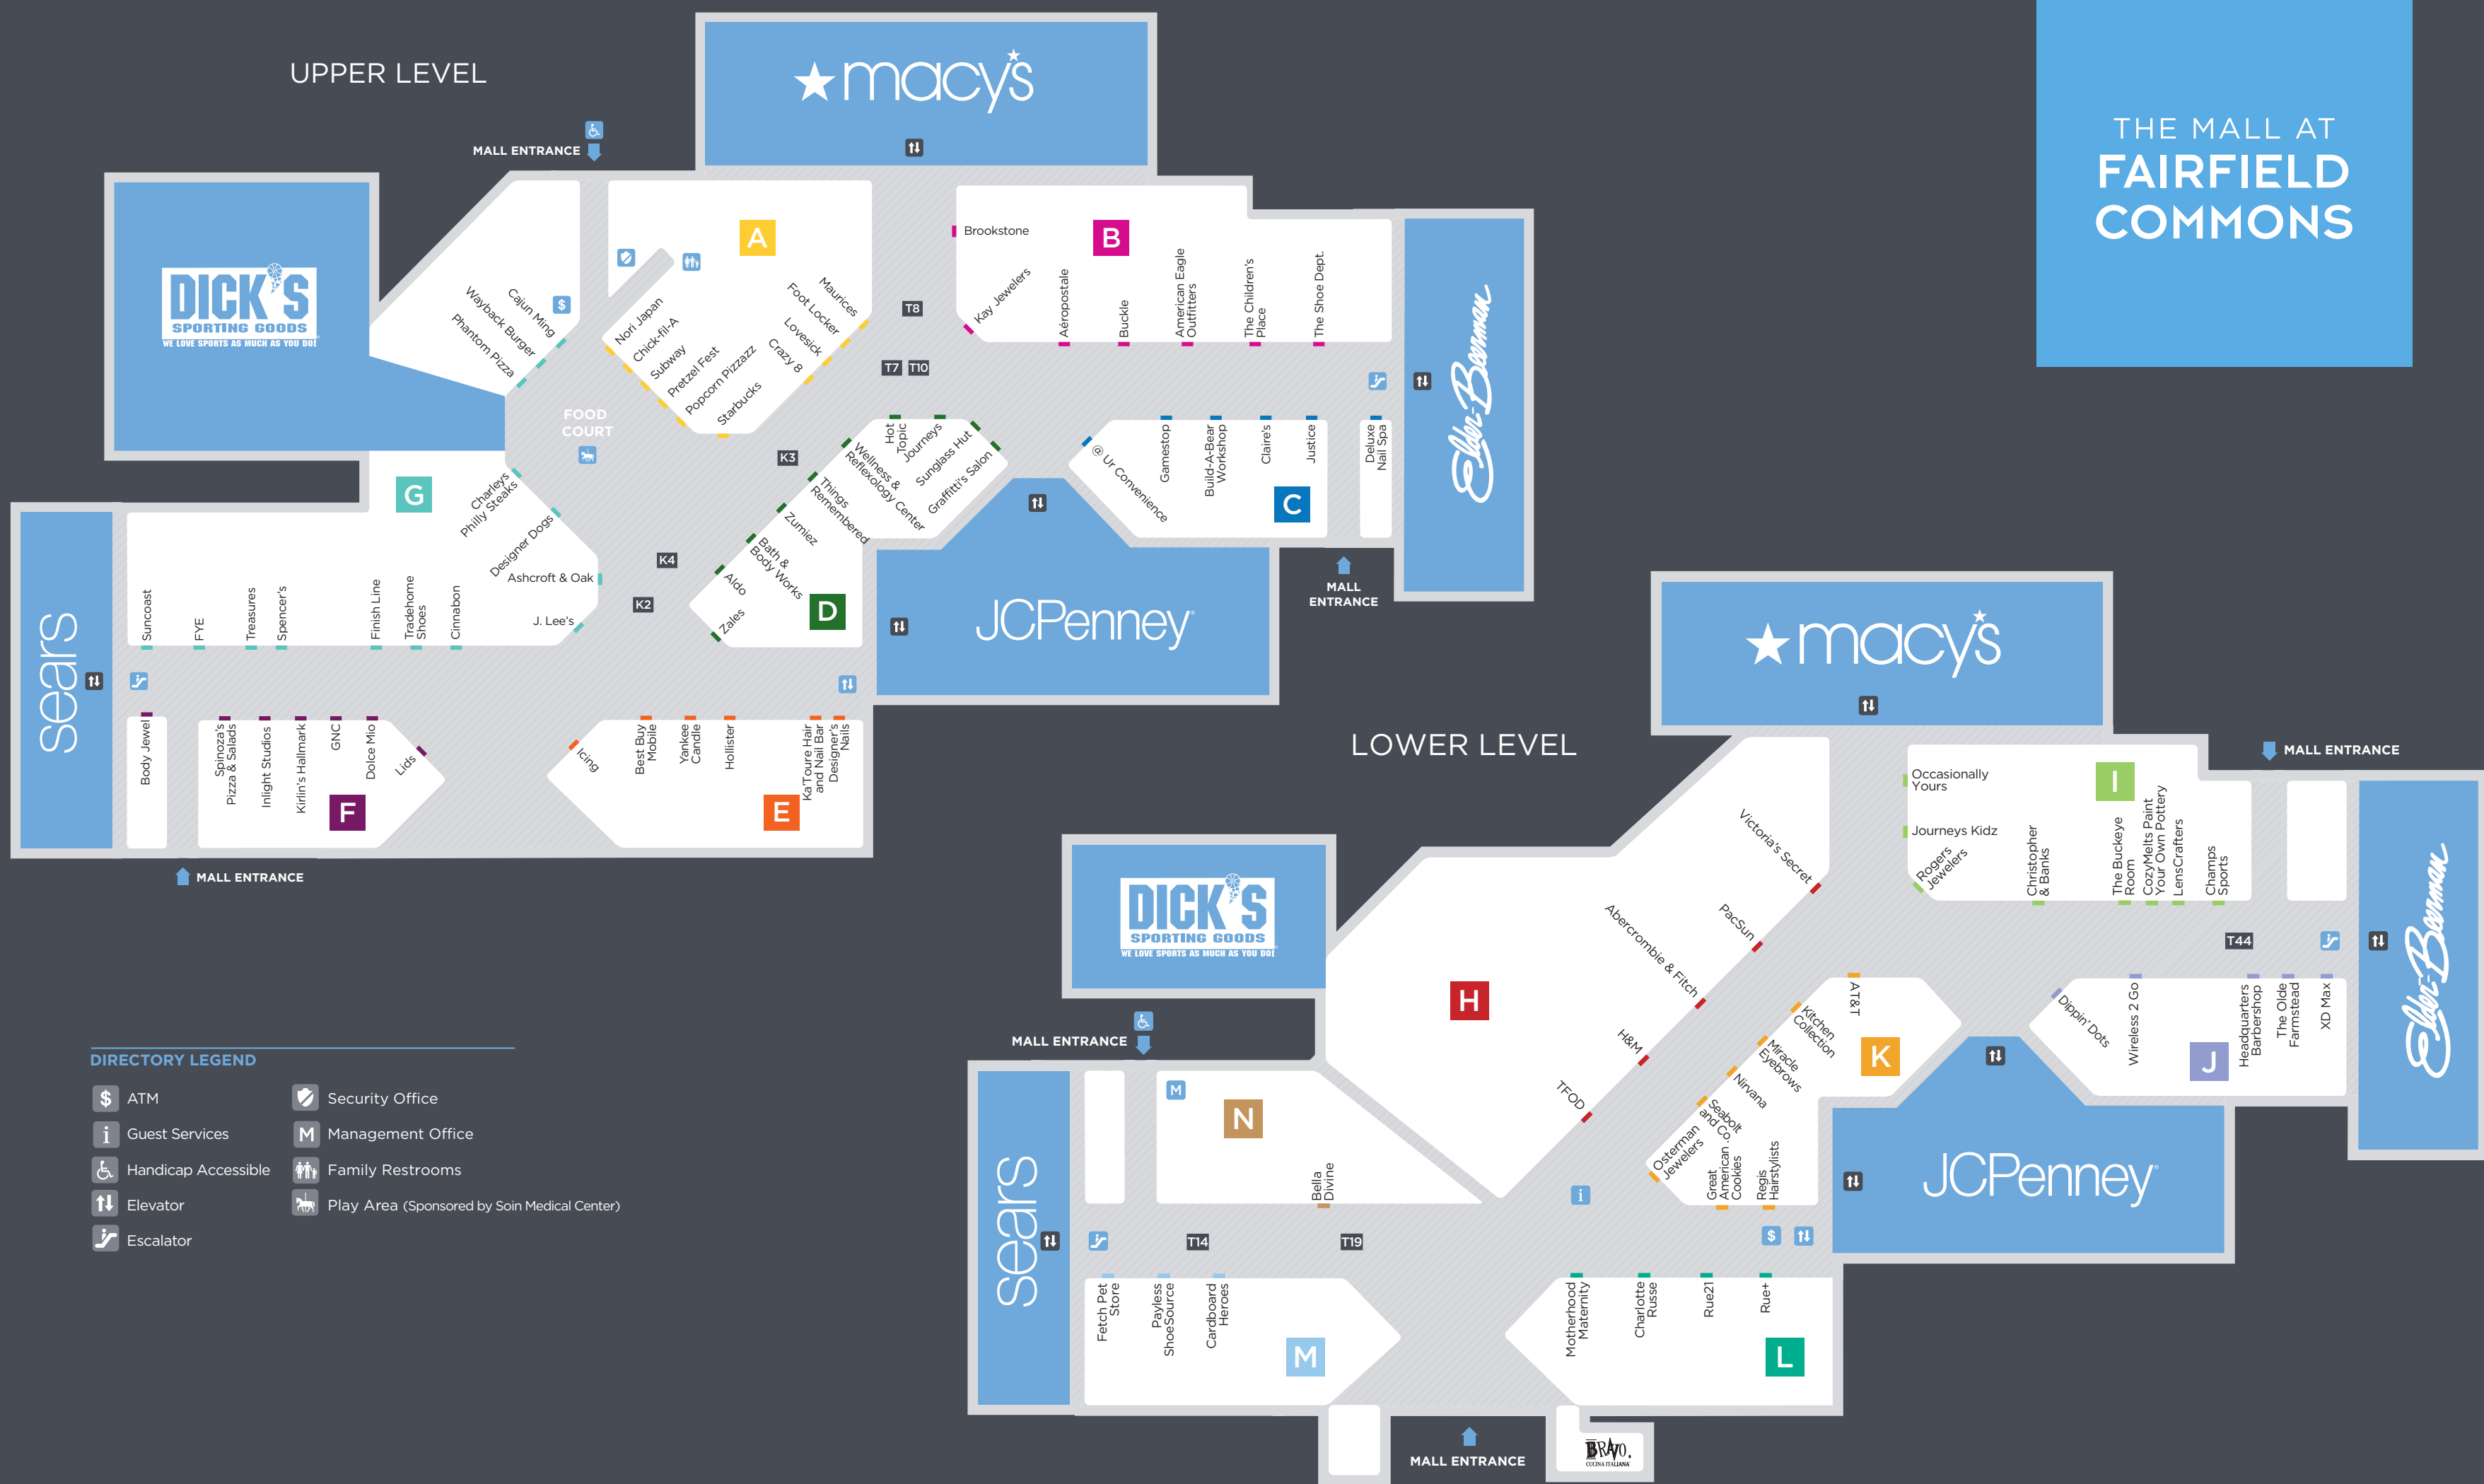 THE MALL AT
FAIRFIELD
COMMONS
UPPER LEVEL
macy's
MALL ENTRANCE
DICK'S
SPORTING GOODS
WE LOVE SPORTS AS MUCH AS YOU DO!
Cajun Ming
Wayback Burger
Phantom Pizza
$
A
Nori Japan
Chick-fil-A
Subway
Pretzel Fest
Popcorn Pizzazz
Starbucks
Maurices
Foot Locker
Lovesick
Crazy 8
T8
T7
T10
B
Brookstone
Kay Jewelers
Aéropostale
Buckle
American Eagle
Outfitters
The Children's
Place
The Shoe Dept.
Elder-Beerman
FOOD
COURT
K3
K4
K2
G
Charleys
Philly Steaks
Designer Dogs
Ashcroft & Oak
J. Lee's
Suncoast
FYE
Treasures
Spencer's
Finish Line
Tradehome
Shoes
Cinnabon
sears
D
Hot
Topic
Journeys
Sunglass Hut
Graffitti's Salon
Wellness &
Reflexology Center
Things
Remembered
Zumiez
Bath &
Body Works
Aldo
Zales
C
@ Ur Convenience
Gamestop
Build-A-Bear
Workshop
Claire's
Justice
Deluxe
Nail Spa
MALL
ENTRANCE
JCPenney
F
Body Jewel
Spinoza's
Pizza & Salads
Inlight Studios
Kirlin's Hallmark
GNC
Dolce Mio
Lids
MALL ENTRANCE
E
Icing
Best Buy
Mobile
Yankee
Candle
Hollister
Ka'Toure Hair
and Nail Bar
Designer's
Nails
LOWER LEVEL
macy's
MALL ENTRANCE
DICK'S
SPORTING GOODS
WE LOVE SPORTS AS MUCH AS YOU DO!
H
Victoria's Secret
PacSun
Abercrombie & Fitch
H&M
TFOD
I
Occasionally
Yours
Journeys Kidz
Rogers
Jewelers
Christopher
& Banks
The Buckeye
Room
CozyMelts Paint
Your Own Pottery
LensCrafters
Champs
Sports
T44
Elder-Beerman
K
AT&T
Kitchen
Collection
Miracle
Eyebrows
Nirvana
Seabolt
and Co.
Osterman
Jewelers
Great
American
Cookies
Regis
Hairstylists
J
Dippin' Dots
Wireless 2 Go
Headquarters
Barbershop
The Olde
Farmstead
XD Max
JCPenney
MALL ENTRANCE
sears
M
N
Bella
Divine
i
$
T14
T19
M
Fetch Pet
Store
Payless
ShoeSource
Cardboard
Heroes
L
Motherhood
Maternity
Charlotte
Russe
Rue21
Rue+
MALL ENTRANCE
BRAVO!
CUCINA ITALIANA
DIRECTORY LEGEND
$ ATM
i Guest Services
Handicap Accessible
Elevator
Escalator
Security Office
M Management Office
Family Restrooms
Play Area (Sponsored by Soin Medical Center)